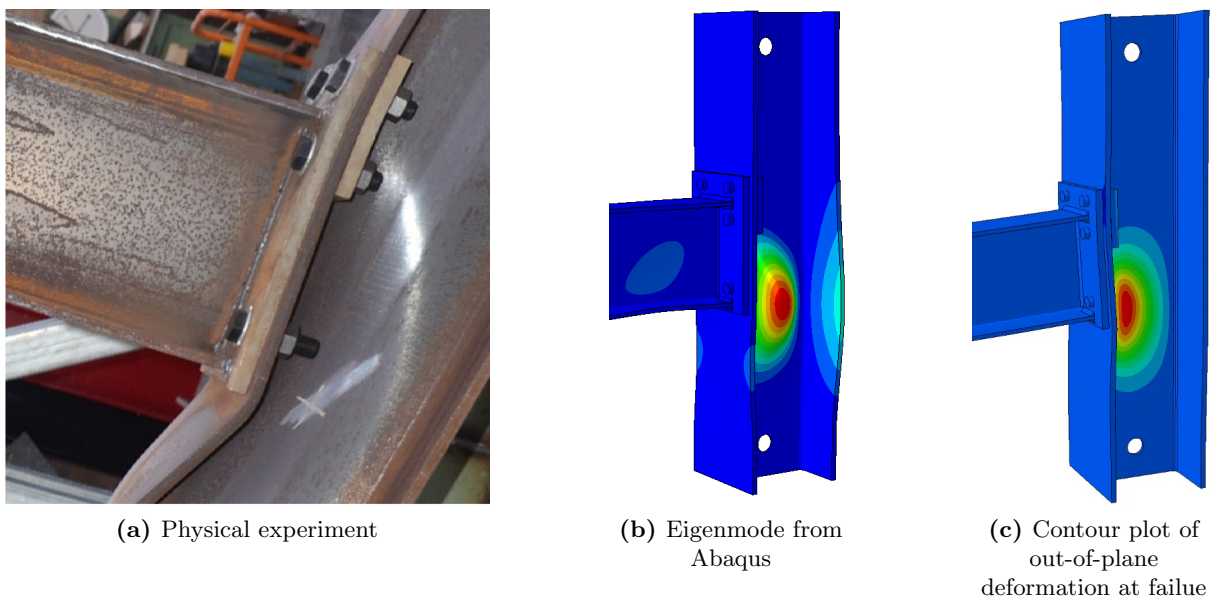 (a) Physical experiment
(b) Eigenmode from
Abaqus
(c) Contour plot of
out-of-plane
deformation at failue